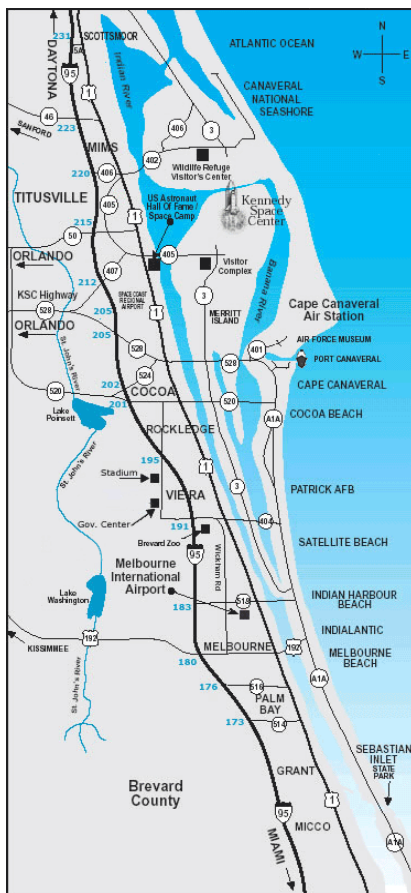 231
5A
SCOTTSMOOR
DAYTONA
95
1
Indian River
ATLANTIC OCEAN
N
W
E
S
CANAVERAL
NATIONAL
SEASHORE
46
SANFORD
223
MIMS
406
3
402
Wildlife Refuge
Visitor's Center
220
406
TITUSVILLE
405
US Astronaut
Hall Of Fame /
Space Camp
Kennedy
Space
Center
215
1
50
ORLANDO
405
Visitor
Complex
407
212
KSC Highway
SPACE COAST
REGIONAL
AIRPORT
3
MERRITT
ISLAND
Banana River
Cape Canaveral
Air Station
528
205
ORLANDO
205
1
401
AIR FORCE MUSEUM
PORT CANAVERAL
St. John's River
528
528
524
202
520
COCOA
201
520
CAPE CANAVERAL
A1A
COCOA BEACH
Lake
Poinsett
ROCKLEDGE
St. John's River
195
1
Stadium
VIERA
3
PATRICK AFB
Gov. Center
191
404
Brevard Zoo
SATELLITE BEACH
95
Wickham Rd
Melbourne
International
Airport
Lake
Washington
183
518
INDIAN HARBOUR
BEACH
INDIALANTIC
192
KISSIMMEE
MELBOURNE
192
MELBOURNE
BEACH
180
St. John's River
A1A
176
516
PALM
BAY
173
514
SEBASTIAN
INLET
STATE
PARK
GRANT
Brevard
County
1
95
MICCO
A1A
MIAMI